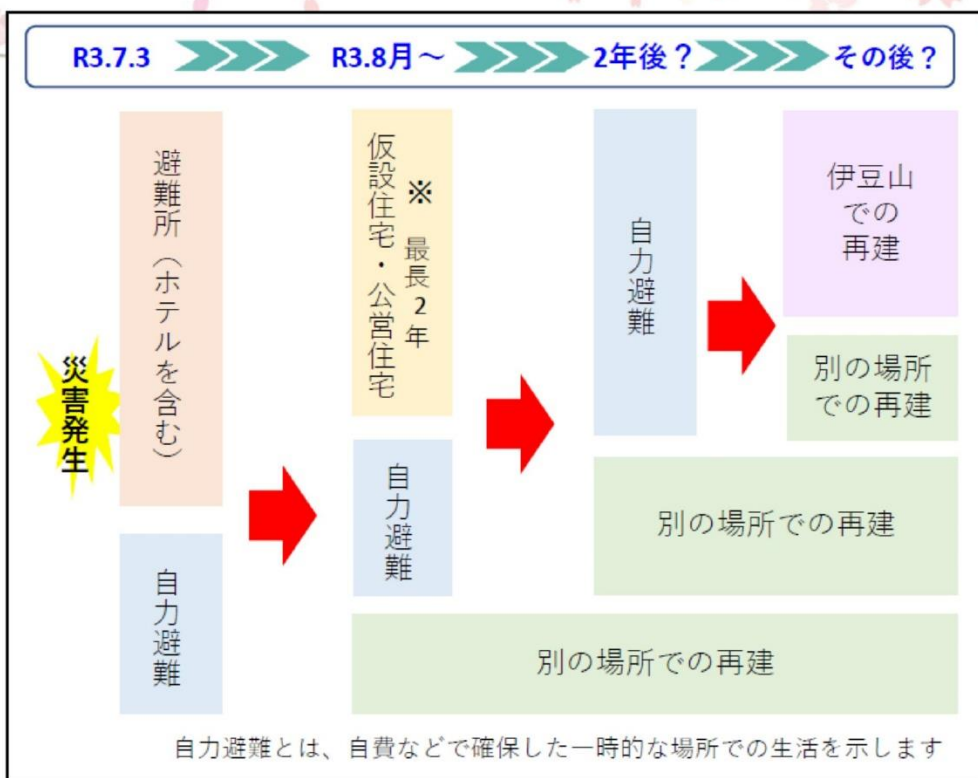 R3.7.3
R3.8月～
2年後？
その後？
災害発生
避難所（ホテルを含む）
自力避難
仮設住宅・公営住宅
※ 最長2年
自力避難
自力避難
伊豆山
での
再建
別の場所
での再建
別の場所での再建
別の場所での再建
自力避難とは、自費などで確保した一時的な場所での生活を示します